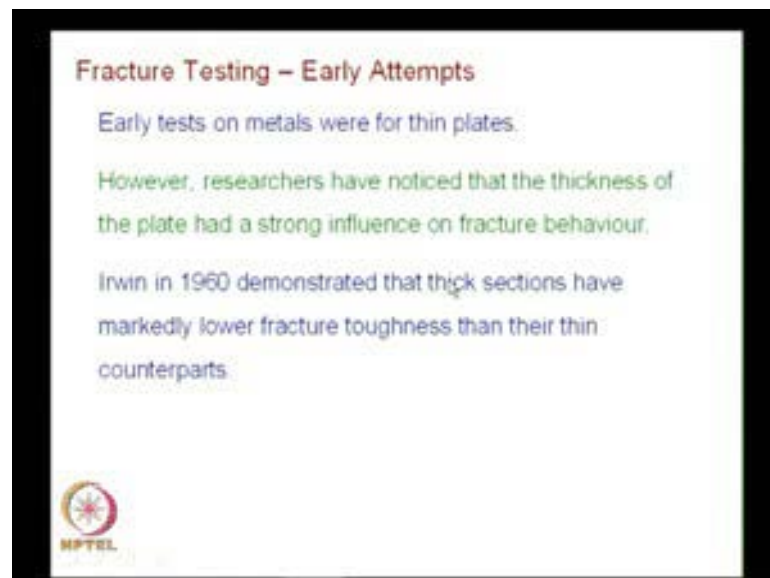 Fracture Testing – Early Attempts
Early tests on metals were for thin plates.
However, researchers have noticed that the thickness of
the plate had a strong influence on fracture behaviour.
Irwin in 1960 demonstrated that thick sections have
markedly lower fracture toughness than their thin
counterparts.
NPTEL